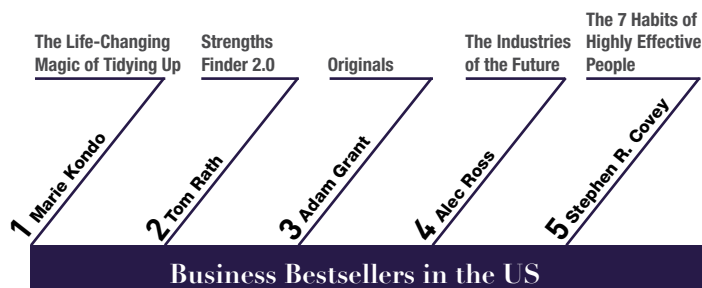 The Life-Changing
Magic of Tidying Up
Strengths
Finder 2.0
Originals
The Industries
of the Future
The 7 Habits of
Highly Effective
People
1 Marie Kondo
2 Tom Rath
3 Adam Grant
4 Alec Ross
5 Stephen R. Covey
Business Bestsellers in the US